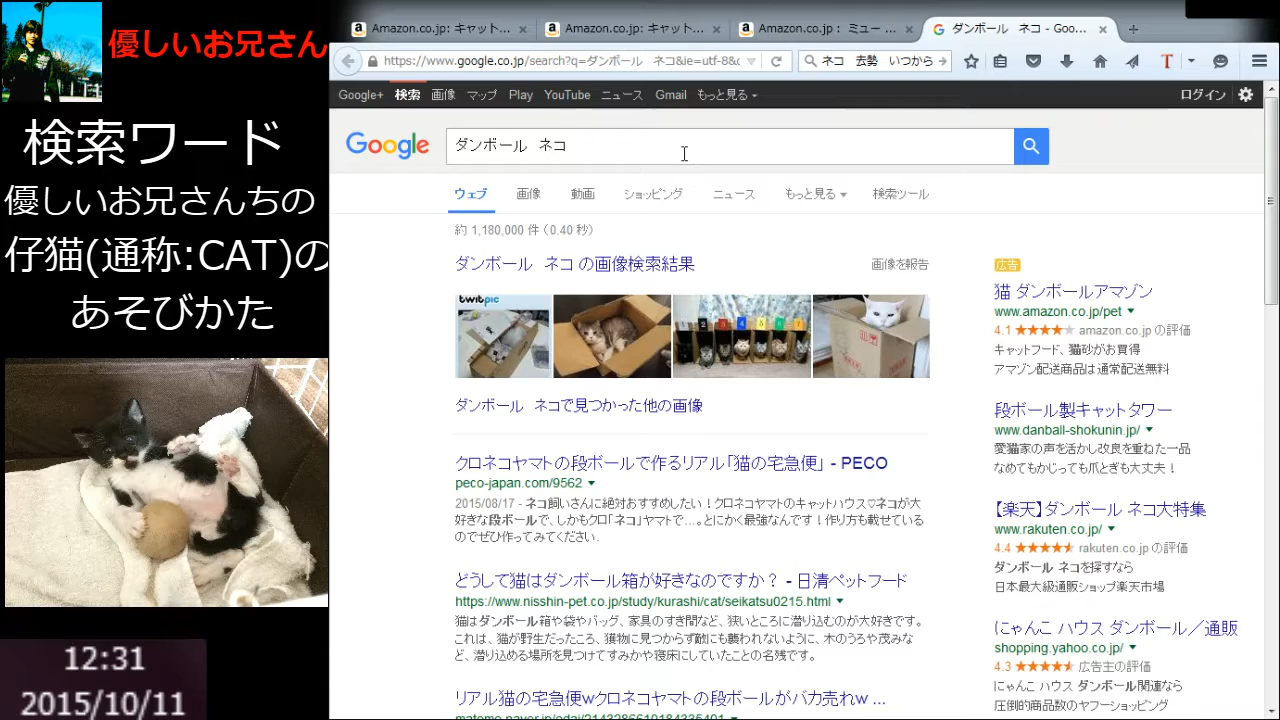 優しいお兄さん
検索ワード
優しいお兄さんちの
仔猫(通称:CAT)の
あそびかた
12:31
2015/10/11
Amazon.co.jp: キャット...
Amazon.co.jp: キャット...
Amazon.co.jp : ミュー ...
ダンボール ネコ - Goo...
https://www.google.co.jp/search?q=ダンボール ネコ&ie=utf-8&c
ネコ 去勢 いつから
Google+ 検索 画像 マップ Play YouTube ニュース Gmail もっと見る
ログイン
Google
ダンボール ネコ
ウェブ 画像 動画 ショッピング ニュース もっと見る 検索ツール
約 1,180,000 件 (0.40 秒)
ダンボール ネコ の画像検索結果
画像を報告
twitpic
ダンボール ネコで見つかった他の画像
クロネコヤマトの段ボールで作るリアル「猫の宅急便」 - PECO
peco-japan.com/9562
2015/08/17 - ネコ飼いさんに絶対おすすめしたい！クロネコヤマトのキャットハウス♡ネコが大
好きな段ボールで、しかもクロ「ネコ」ヤマトで…。とにかく最強なんです！作り方も載せている
のでぜひ作ってみてください.
どうして猫はダンボール箱が好きなのですか？ - 日清ペットフード
https://www.nisshin-pet.co.jp/study/kurashi/cat/seikatsu0215.html
猫はダンボール箱や袋やバッグ、家具のすき間など、狭いところに潜り込むのが大好きです。
これは、猫が野生だったころ、獲物に見つからず敵にも襲われないように、木のうろや茂みな
ど、潜り込める場所を見つけてすみかや寝床にしていたことの名残です。
リアル猫の宅急便wクロネコヤマトの段ボールがバカ売れw ...
広告
猫 ダンボールアマゾン
www.amazon.co.jp/pet
4.1 ★★★★★ amazon.co.jp の評価
キャットフード、猫砂がお買得
アマゾン配送商品は通常配送無料
段ボール製キャットタワー
www.danball-shokunin.jp/
愛猫家の声を活かし改良を重ねた一品
なめてもかじっても爪とぎも大丈夫！
【楽天】ダンボール ネコ大特集
www.rakuten.co.jp/
4.4 ★★★★★ rakuten.co.jp の評価
ダンボール ネコを探すなら
日本最大級通販ショップ楽天市場
にゃんこ ハウス ダンボール／通販
shopping.yahoo.co.jp/
4.3 ★★★★★ 広告主の評価
にゃんこ ハウス ダンボール関連なら
圧倒的商品数のヤフーショッピング